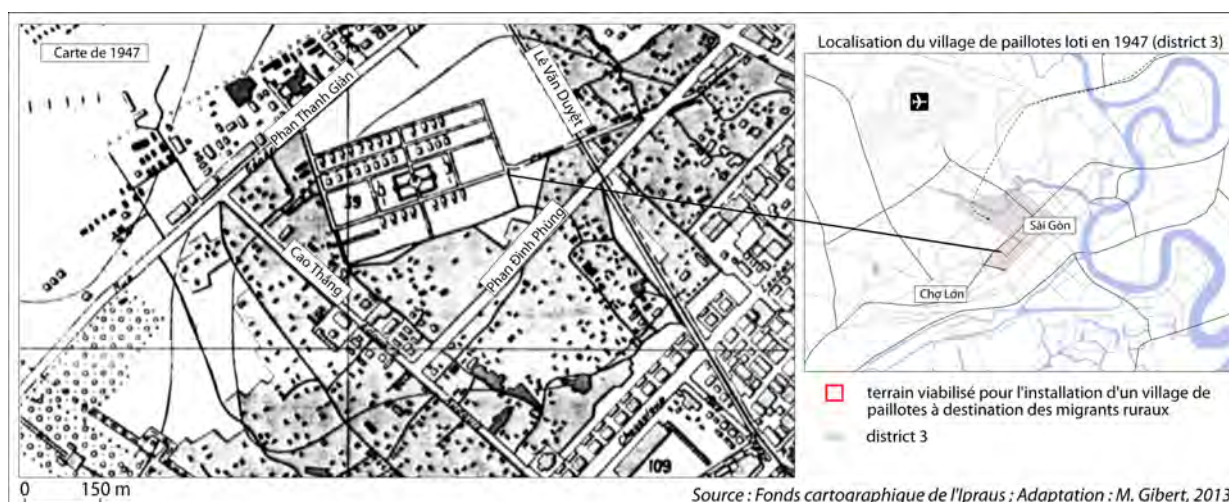 Carte de 1947
Phan Thanh Giản
Lê Văn Duyệt
39
Cao Thắng
Phan Đình Phùng
109
0 150 m
Localisation du village de paillotes loti en 1947 (district 3)
Sài Gòn
Chợ Lớn
terrain viabilisé pour l'installation d'un village de
paillotes à destination des migrants ruraux
district 3
Source : Fonds cartographique de l'Ipraus ; Adaptation : M. Gibert, 2013